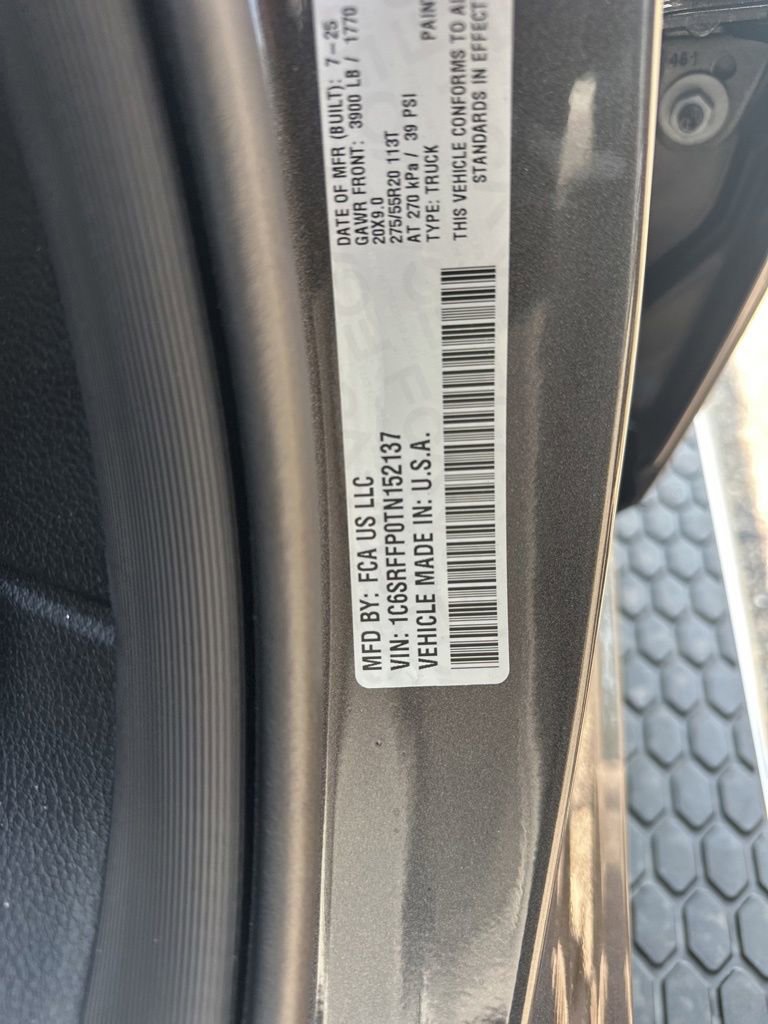 MFD BY: FCA US LLC
VIN: 1C6SRFFP0TN152137
VEHICLE MADE IN: U.S.A.
DATE OF MFR (BUILT): 7-25
GAWR FRONT: 3900 LB / 1770
20X9.0
275/55R20 113T
AT 270 kPa / 39 PSI
TYPE: TRUCK PAIN
THIS VEHICLE CONFORMS TO AL
STANDARDS IN EFFECT
461